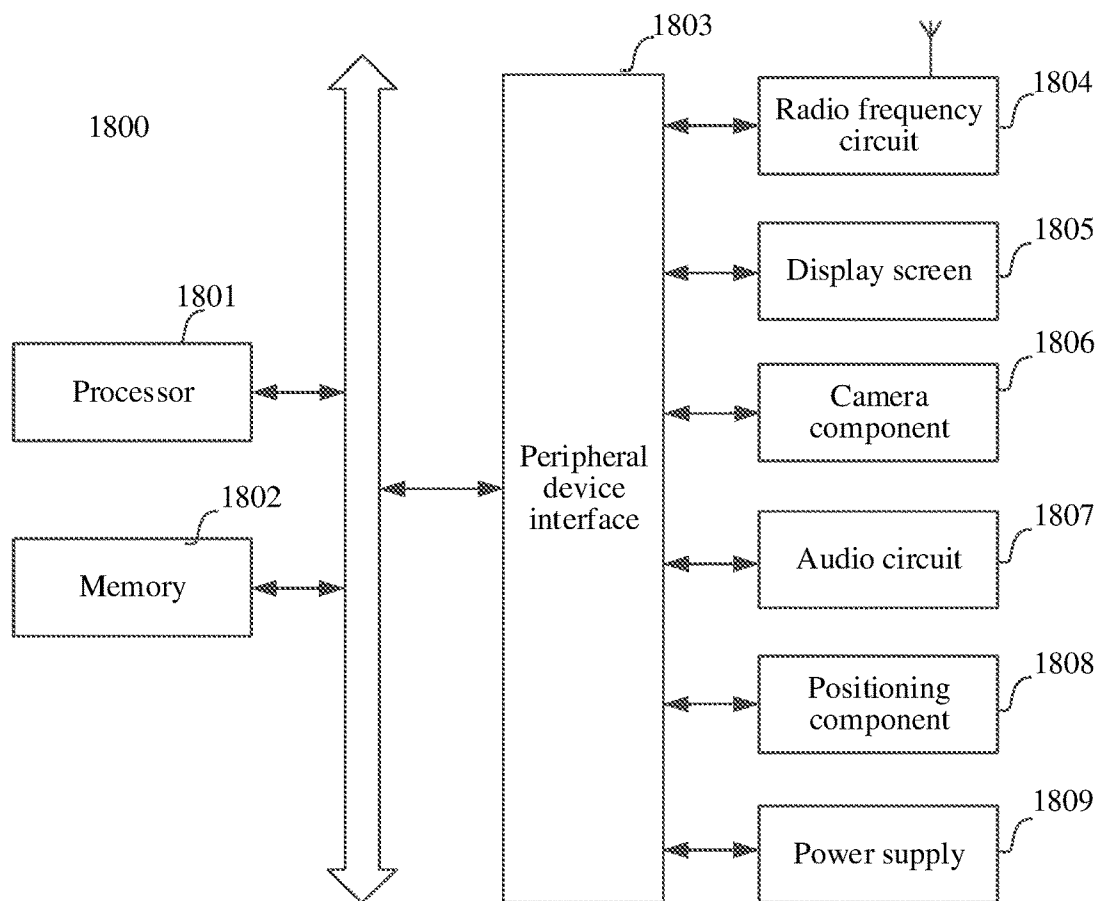 1800
1801
Processor
1802
Memory
1803
Peripheral
device
interface
1804
Radio frequency
circuit
1805
Display screen
1806
Camera
component
1807
Audio circuit
1808
Positioning
component
1809
Power supply